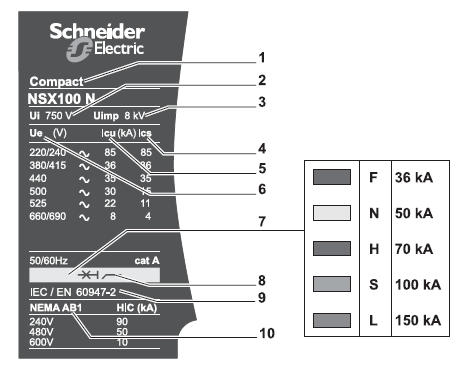 Schneider
Electric
Compact
NSX100 N
Ui 750 V Uimp 8 kV
Ue (V) Icu (kA) Ics
220/240 ~ 85 85
380/415 ~ 36 36
440 ~ 35 35
500 ~ 30 15
525 ~ 22 11
660/690 ~ 8 4
50/60Hz cat A
IEC / EN 60947-2
NEMA AB1 HIC (kA)
240V 90
480V 50
600V 10
1
2
3
4
5
6
7
8
9
10
F 36 kA
N 50 kA
H 70 kA
S 100 kA
L 150 kA